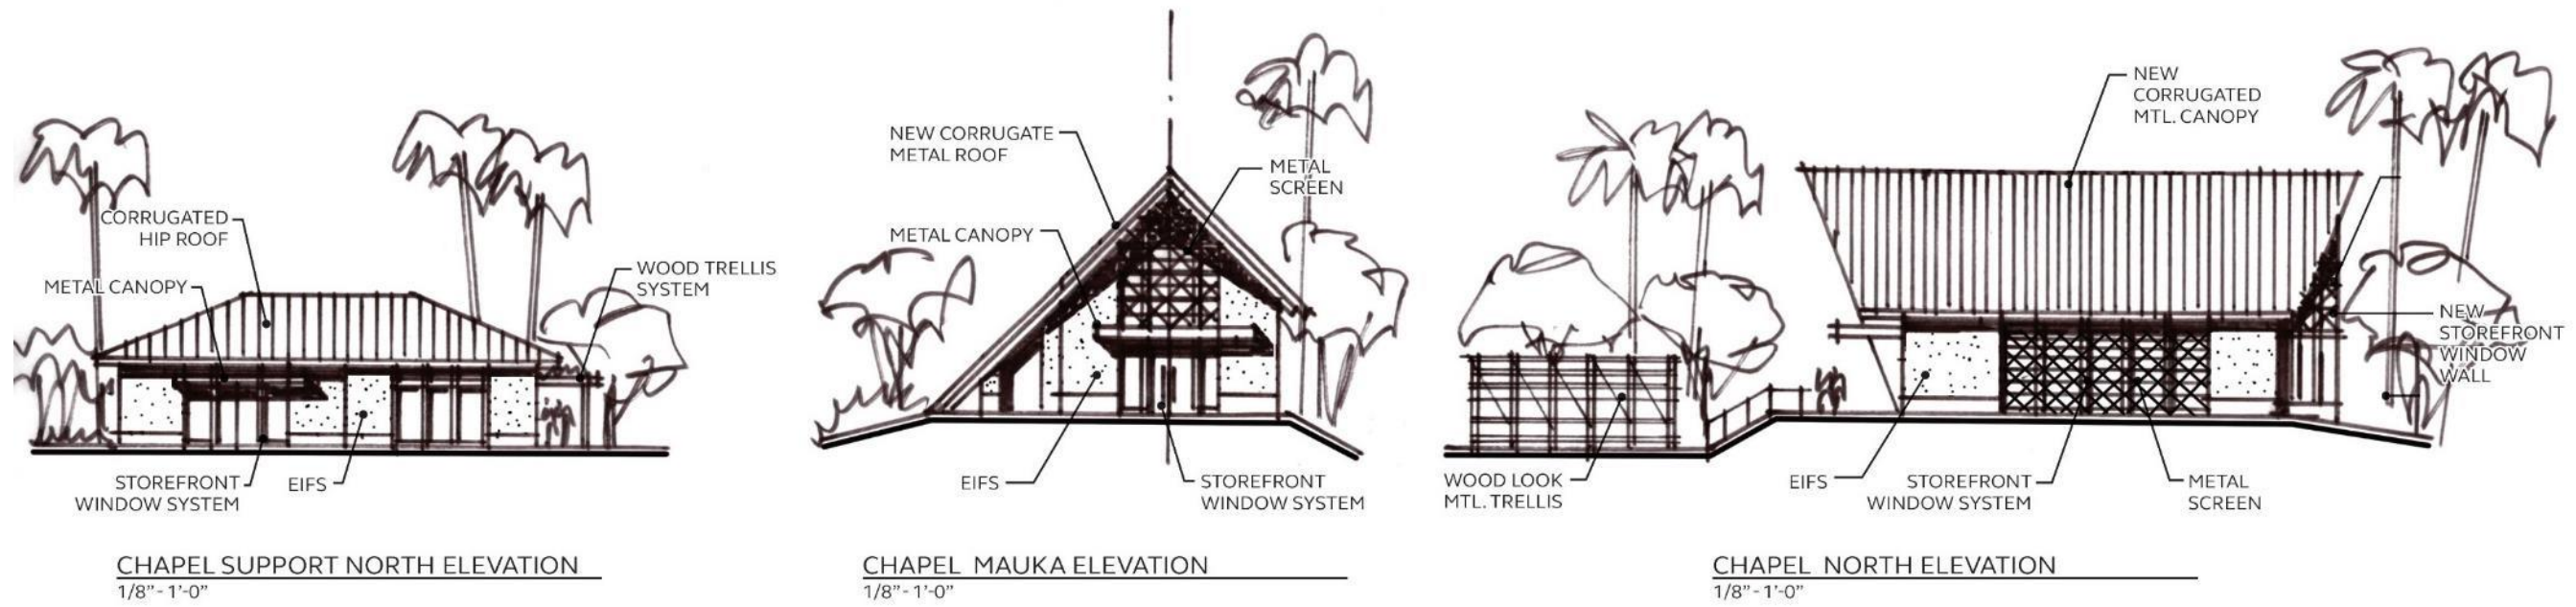 CORRUGATED
HIP ROOF
METAL CANOPY
WOOD TRELLIS
SYSTEM
STOREFRONT
WINDOW SYSTEM
EIFS
CHAPEL SUPPORT NORTH ELEVATION
1/8"- 1'-0"
NEW CORRUGATE
METAL ROOF
METAL
SCREEN
METAL CANOPY
EIFS
STOREFRONT
WINDOW SYSTEM
CHAPEL MAUKA ELEVATION
1/8"- 1'-0"
NEW
CORRUGATED
MTL. CANOPY
NEW
STOREFRONT
WINDOW
WALL
WOOD LOOK
MTL. TRELLIS
EIFS
STOREFRONT
WINDOW SYSTEM
METAL
SCREEN
CHAPEL NORTH ELEVATION
1/8"- 1'-0"